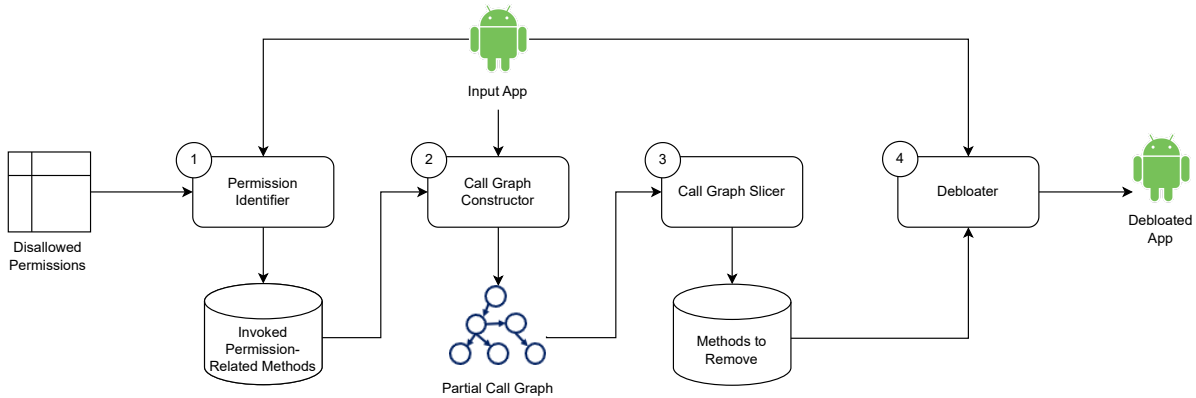 Input App
1
Permission
Identifier
2
Call Graph
Constructor
3
Call Graph Slicer
4
Debloater
Disallowed
Permissions
Debloated
App
Invoked
Permission-
Related Methods
Partial Call Graph
Methods to
Remove